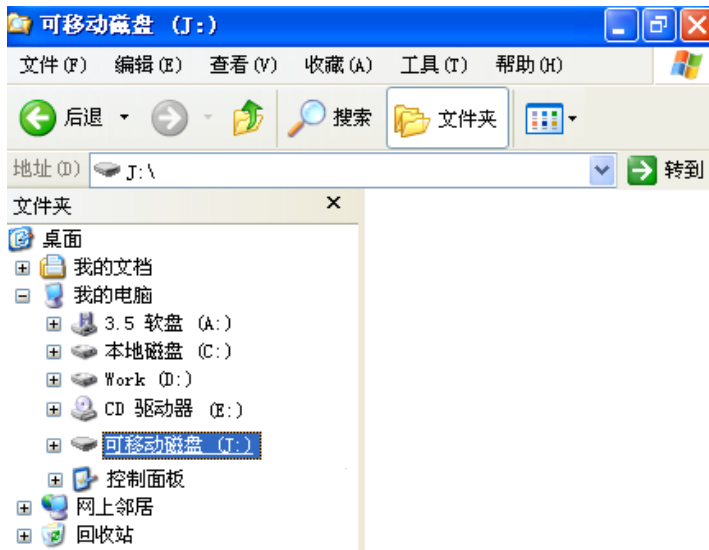 可移动磁盘 (J:)
文件(F) 编辑(E) 查看(V) 收藏(A) 工具(T) 帮助(H)
后退 搜索 文件夹
地址(D) J:\ 转到
文件夹 ×
桌面
我的文档
我的电脑
3.5 软盘 (A:)
本地磁盘 (C:)
Work (D:)
CD 驱动器 (E:)
可移动磁盘 (J:)
控制面板
网上邻居
回收站